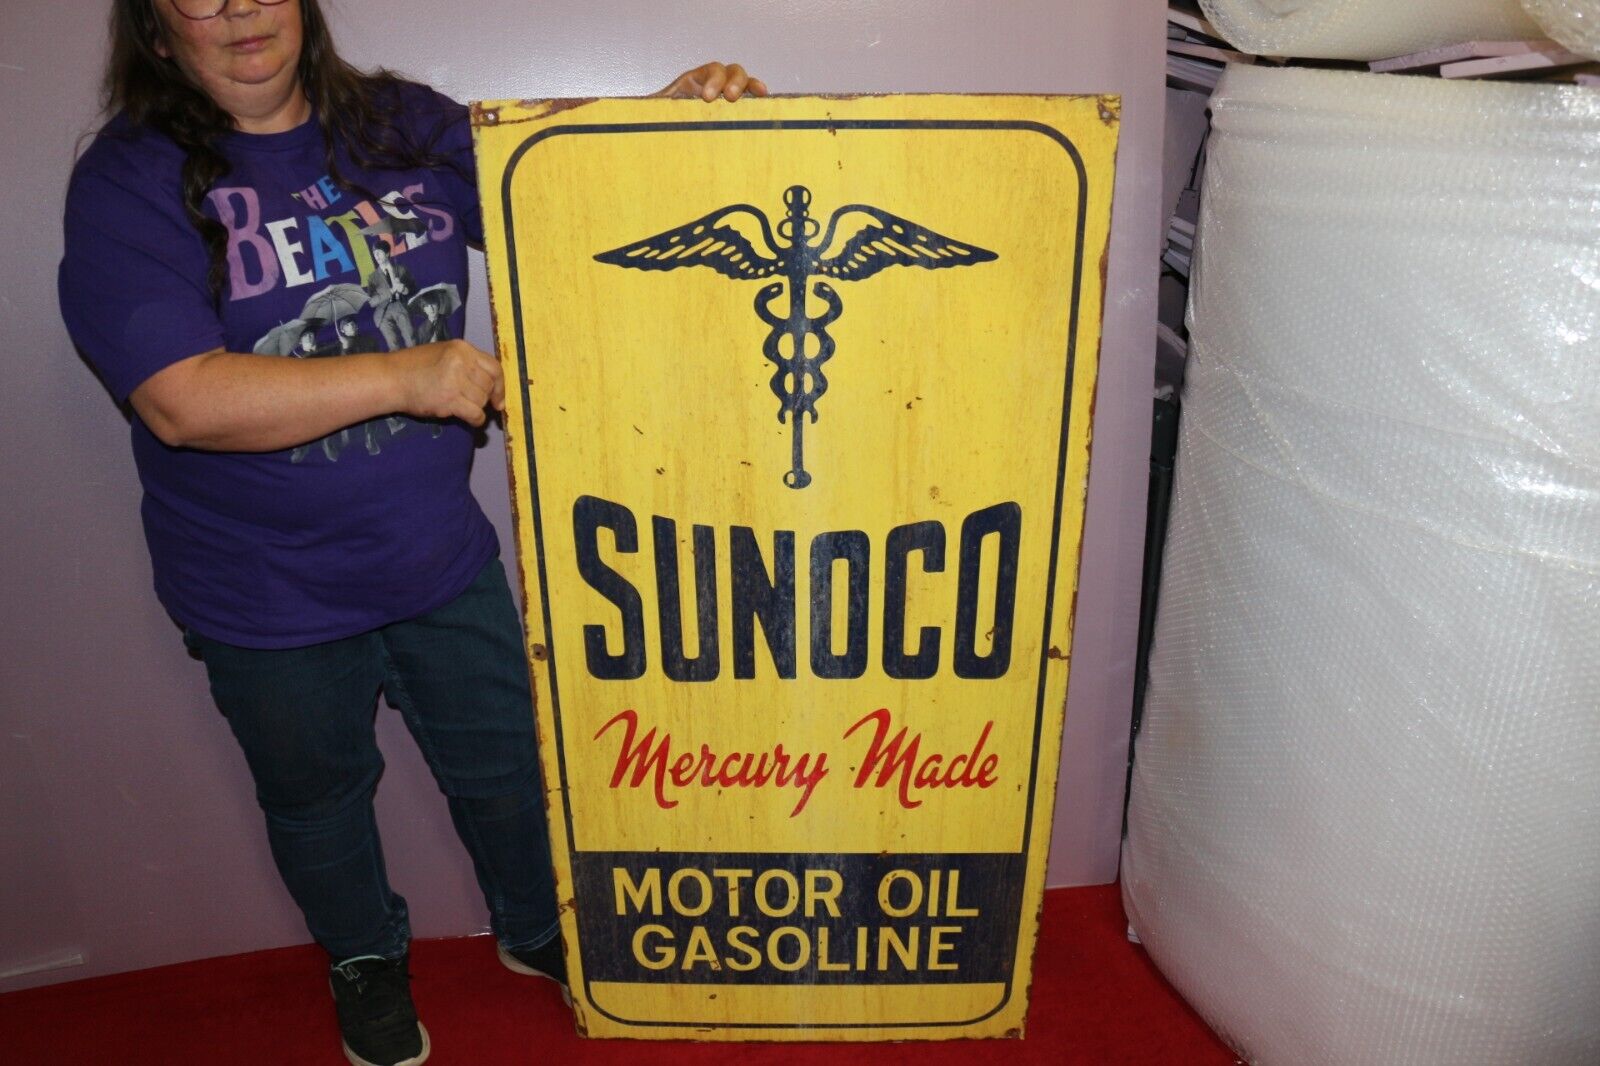 THE
BEATLES
SUNOCO
Mercury Made
MOTOR OIL
GASOLINE